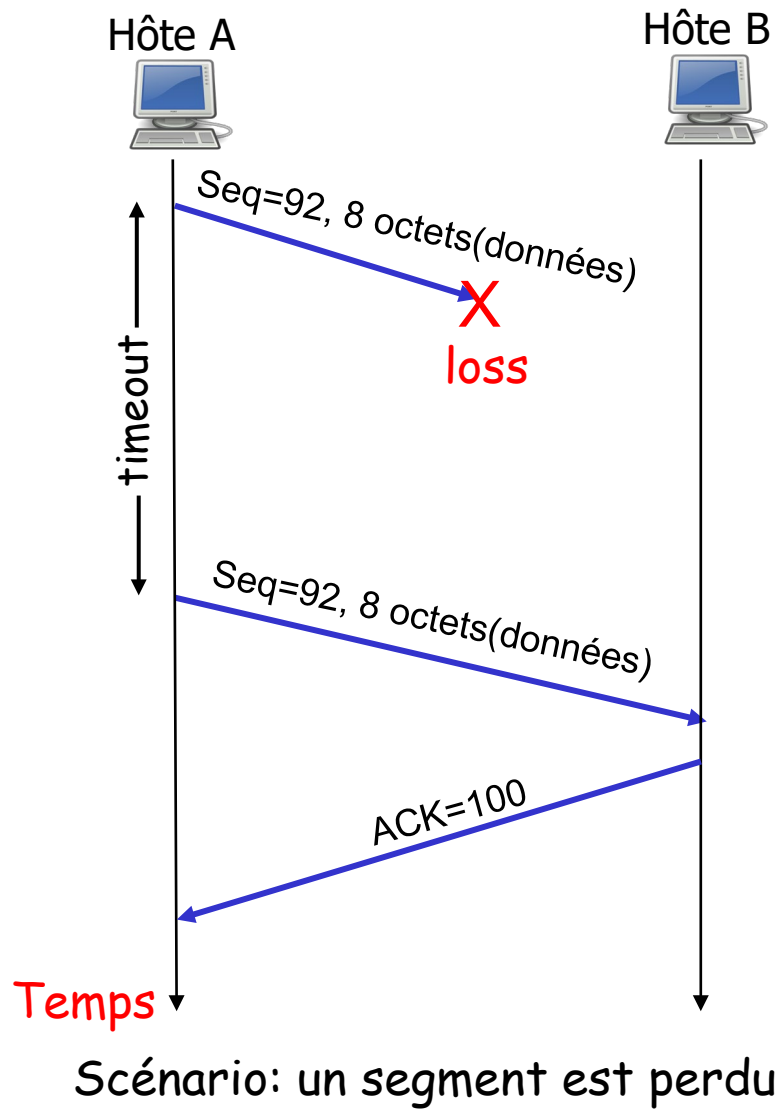 Hôte A
Hôte B
Seq=92, 8 octets(données)
X
loss
timeout
Seq=92, 8 octets(données)
ACK=100
Temps
Scénario: un segment est perdu